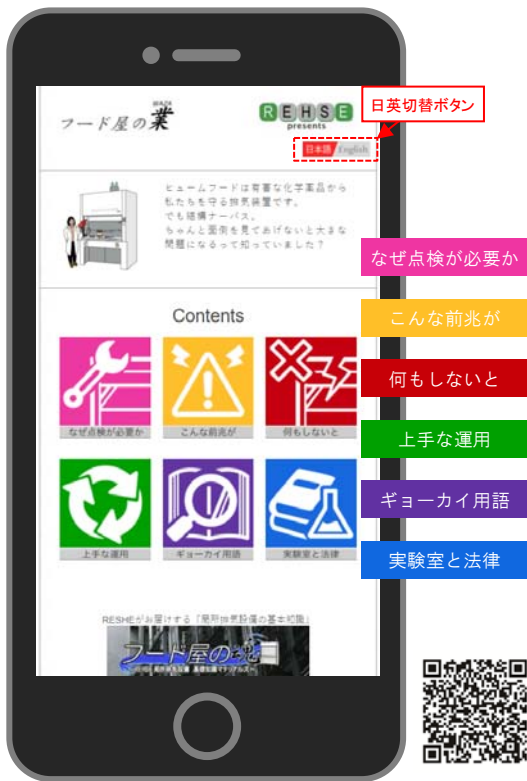 日英切替ボタン
WAZA
フード屋の業
REHSE
presents
日本語 English
ヒュームフードは有害な化学薬品から
私たちを守る排気装置です。
でも結構ナーバス。
ちゃんと面倒を見ておげないと大きな
問題になるって知っていました?
Contents
なぜ点検が必要か
こんな前兆が
何もしないと
上手な運用
ギョーカイ用語
実験室と法律
RESHEがお届けする「局所排気設備の基本知識」
フード屋の魂
なぜ点検が必要か
こんな前兆が
何もしないと
上手な運用
ギョーカイ用語
実験室と法律